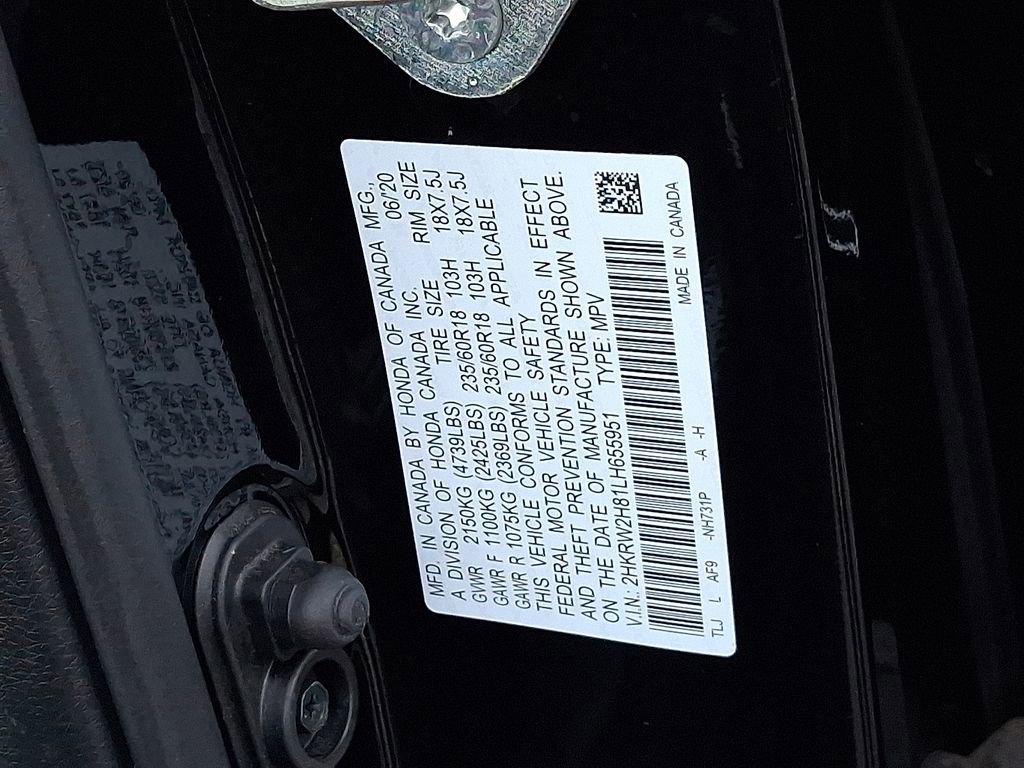 MFD IN CANADA BY HONDA OF CANADA MFG.,
A DIVISION OF HONDA CANADA INC. 06/'20
GVWR 2150KG (4739LBS) TIRE SIZE RIM SIZE
GAWR F 1100KG (2425LBS) 235/60R18 103H 18X7.5J
GAWR R 1075KG (2369LBS) 235/60R18 103H 18X7.5J
THIS VEHICLE CONFORMS TO ALL APPLICABLE
FEDERAL MOTOR VEHICLE SAFETY
AND THEFT PREVENTION STANDARDS IN EFFECT
ON THE DATE OF MANUFACTURE SHOWN ABOVE.
V.I.N.: 2HKRW2H81LH655951 TYPE: MPV
TLJ L AF9 -NH731P -A -H MADE IN CANADA